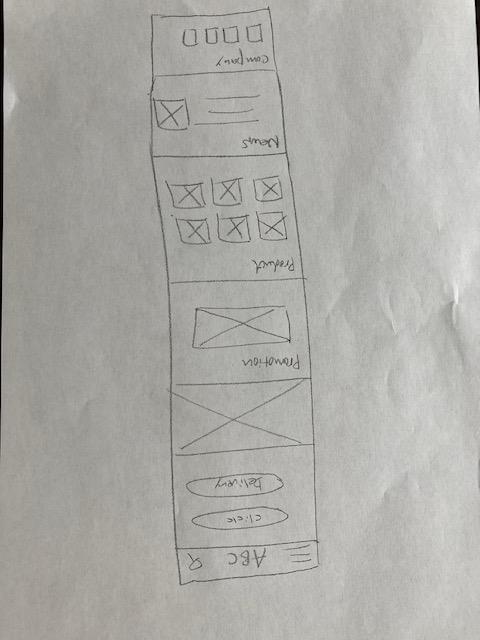 ABC
Click
Delivery
Promotion
Product
News
Company